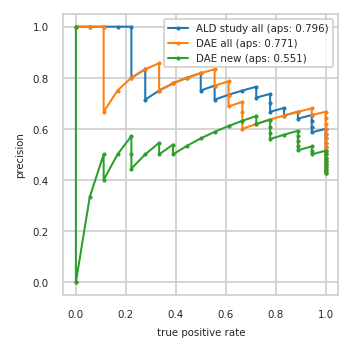 ALD study all (aps: 0.796)
DAE all (aps: 0.771)
DAE new (aps: 0.551)
precision
1.0
0.8
0.6
0.4
0.2
0.0
0.0 0.2 0.4 0.6 0.8 1.0
true positive rate